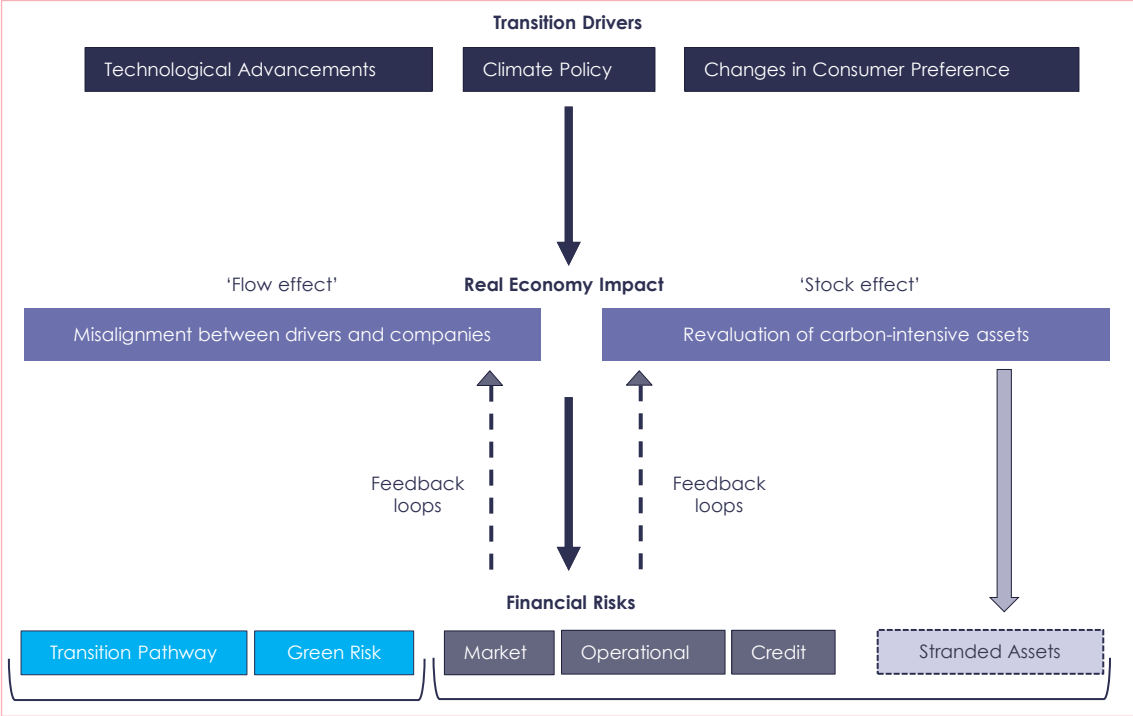 Transition Drivers
Technological Advancements
Climate Policy
Changes in Consumer Preference
‘Flow effect’
Real Economy Impact
‘Stock effect’
Misalignment between drivers and companies
Revaluation of carbon-intensive assets
Feedback
loops
Feedback
loops
Financial Risks
Transition Pathway
Green Risk
Market
Operational
Credit
Stranded Assets